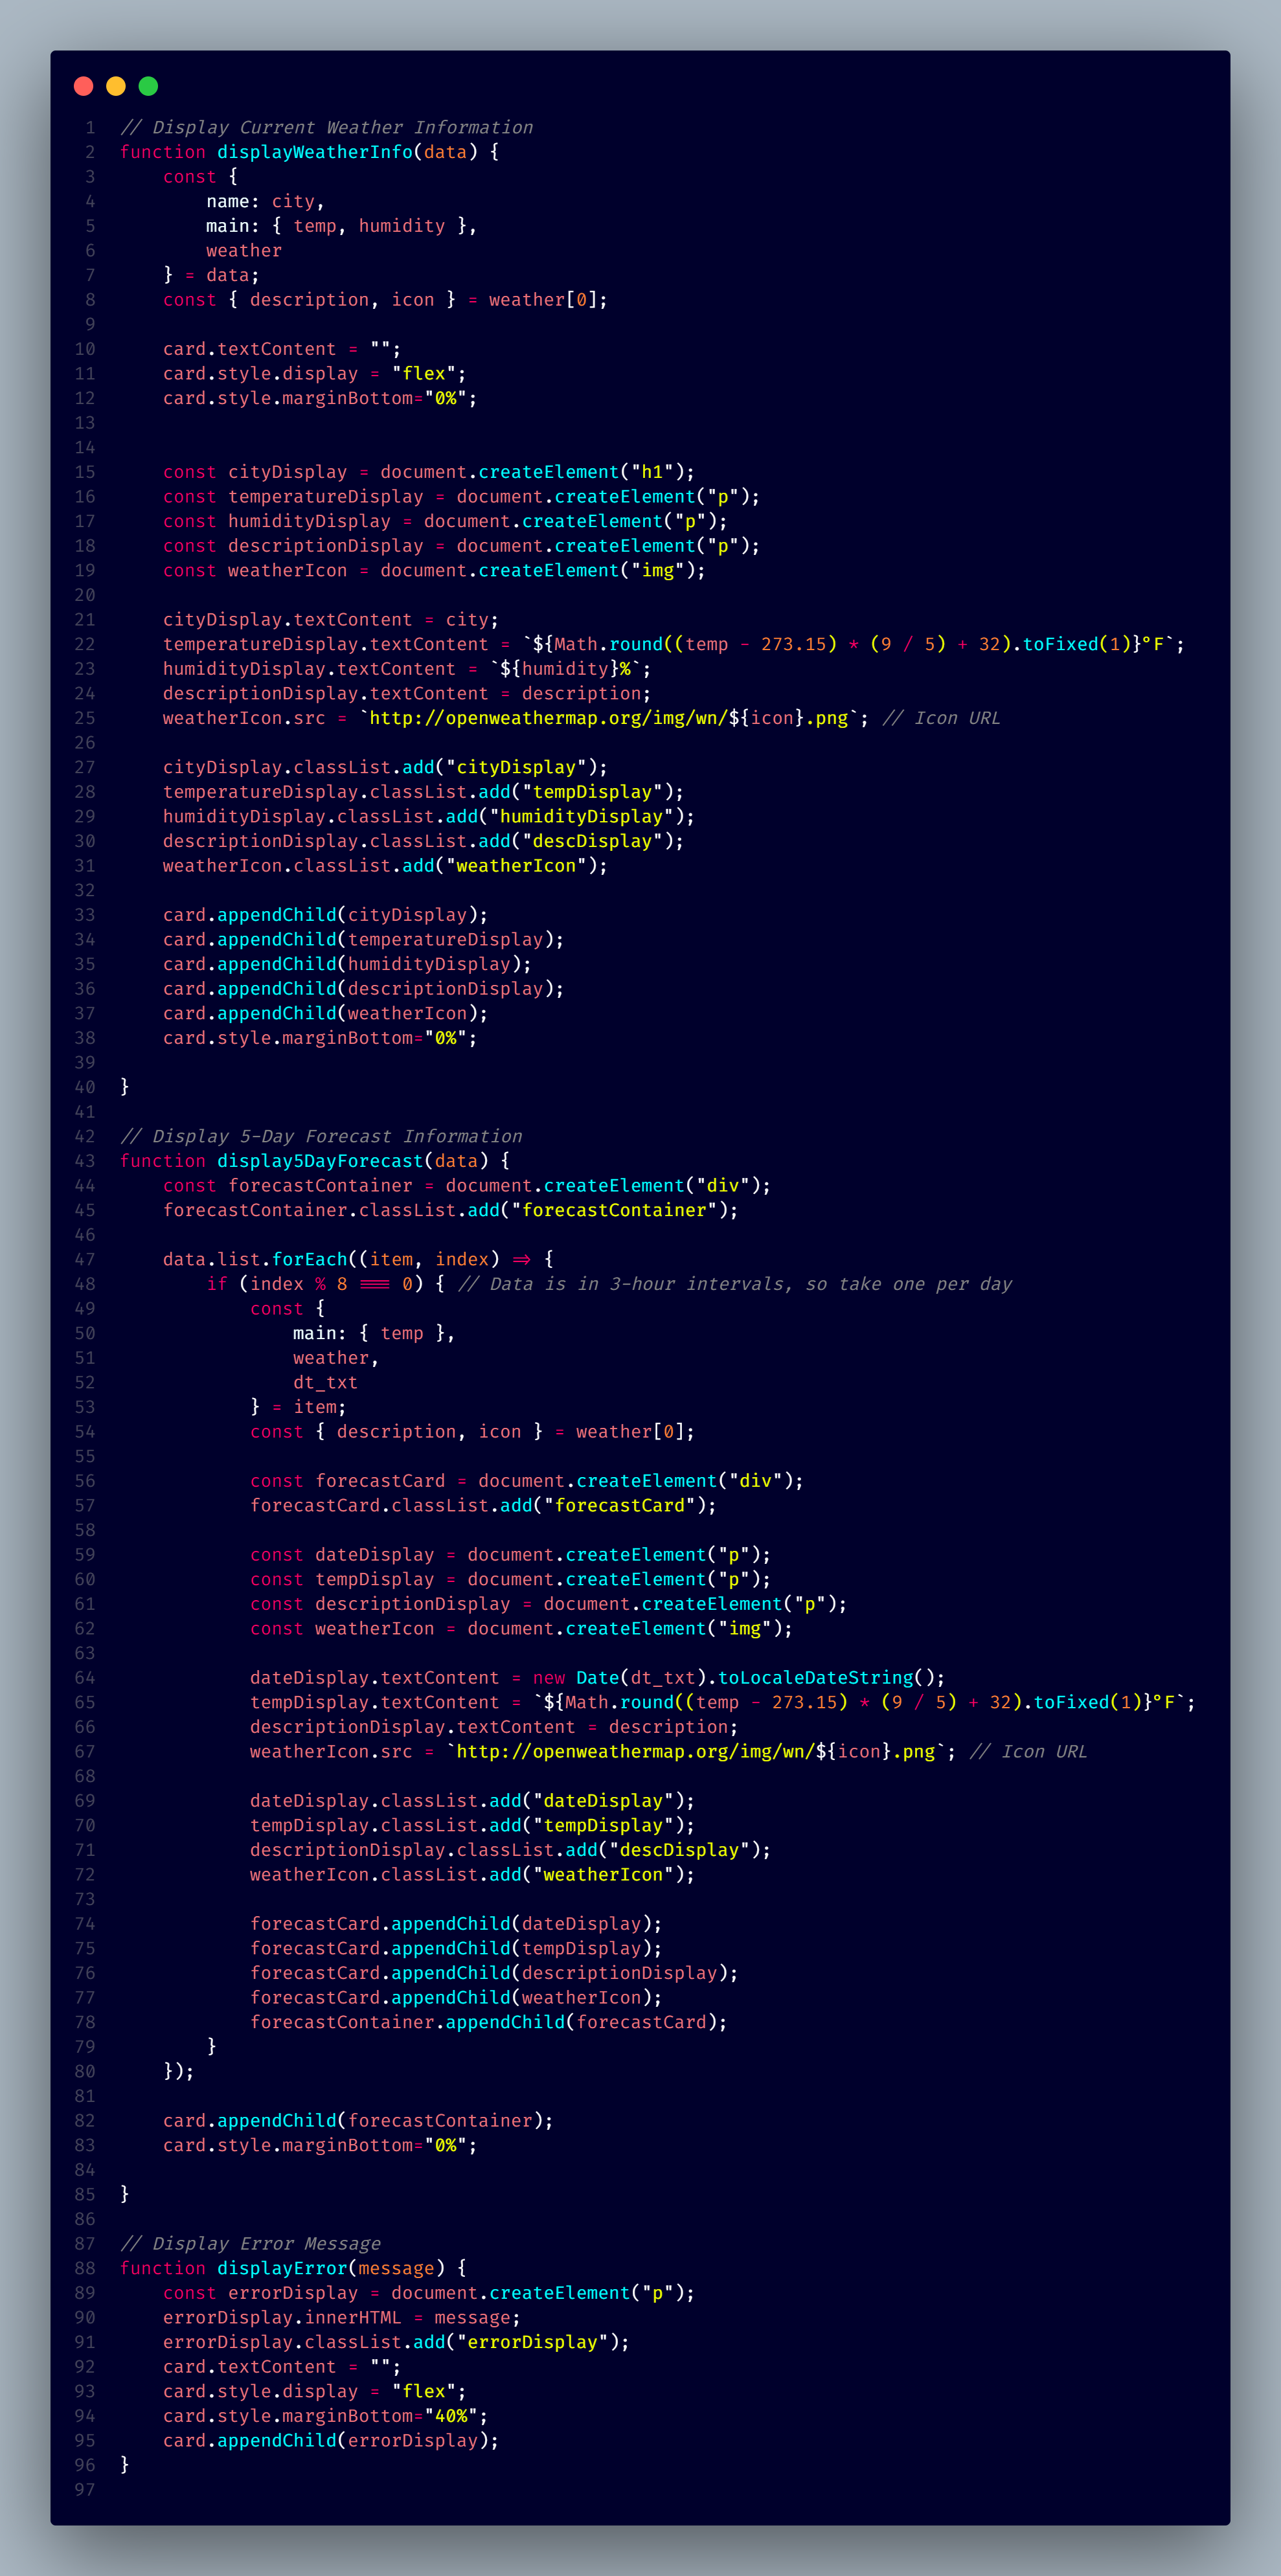 1 // Display Current Weather Information
2 function displayWeatherInfo(data) {
3     const {
4         name: city,
5         main: { temp, humidity },
6         weather
7     } = data;
8     const { description, icon } = weather[0];
9
10     card.textContent = "";
11     card.style.display = "flex";
12     card.style.marginBottom="0%";
13
14
15     const cityDisplay = document.createElement("h1");
16     const temperatureDisplay = document.createElement("p");
17     const humidityDisplay = document.createElement("p");
18     const descriptionDisplay = document.createElement("p");
19     const weatherIcon = document.createElement("img");
20
21     cityDisplay.textContent = city;
22     temperatureDisplay.textContent = `${Math.round((temp - 273.15) * (9 / 5) + 32).toFixed(1)}°F`;
23     humidityDisplay.textContent = `${humidity}%`;
24     descriptionDisplay.textContent = description;
25     weatherIcon.src = `http://openweathermap.org/img/wn/${icon}.png`; // Icon URL
26
27     cityDisplay.classList.add("cityDisplay");
28     temperatureDisplay.classList.add("tempDisplay");
29     humidityDisplay.classList.add("humidityDisplay");
30     descriptionDisplay.classList.add("descDisplay");
31     weatherIcon.classList.add("weatherIcon");
32
33     card.appendChild(cityDisplay);
34     card.appendChild(temperatureDisplay);
35     card.appendChild(humidityDisplay);
36     card.appendChild(descriptionDisplay);
37     card.appendChild(weatherIcon);
38     card.style.marginBottom="0%";
39
40 }
41
42 // Display 5-Day Forecast Information
43 function display5DayForecast(data) {
44     const forecastContainer = document.createElement("div");
45     forecastContainer.classList.add("forecastContainer");
46
47     data.list.forEach((item, index) => {
48         if (index % 8 === 0) { // Data is in 3-hour intervals, so take one per day
49             const {
50                 main: { temp },
51                 weather,
52                 dt_txt
53             } = item;
54             const { description, icon } = weather[0];
55
56             const forecastCard = document.createElement("div");
57             forecastCard.classList.add("forecastCard");
58
59             const dateDisplay = document.createElement("p");
60             const tempDisplay = document.createElement("p");
61             const descriptionDisplay = document.createElement("p");
62             const weatherIcon = document.createElement("img");
63
64             dateDisplay.textContent = new Date(dt_txt).toLocaleDateString();
65             tempDisplay.textContent = `${Math.round((temp - 273.15) * (9 / 5) + 32).toFixed(1)}°F`;
66             descriptionDisplay.textContent = description;
67             weatherIcon.src = `http://openweathermap.org/img/wn/${icon}.png`; // Icon URL
68
69             dateDisplay.classList.add("dateDisplay");
70             tempDisplay.classList.add("tempDisplay");
71             descriptionDisplay.classList.add("descDisplay");
72             weatherIcon.classList.add("weatherIcon");
73
74             forecastCard.appendChild(dateDisplay);
75             forecastCard.appendChild(tempDisplay);
76             forecastCard.appendChild(descriptionDisplay);
77             forecastCard.appendChild(weatherIcon);
78             forecastContainer.appendChild(forecastCard);
79         }
80     });
81
82     card.appendChild(forecastContainer);
83     card.style.marginBottom="0%";
84
85 }
86
87 // Display Error Message
88 function displayError(message) {
89     const errorDisplay = document.createElement("p");
90     errorDisplay.innerHTML = message;
91     errorDisplay.classList.add("errorDisplay");
92     card.textContent = "";
93     card.style.display = "flex";
94     card.style.marginBottom="40%";
95     card.appendChild(errorDisplay);
96 }
97